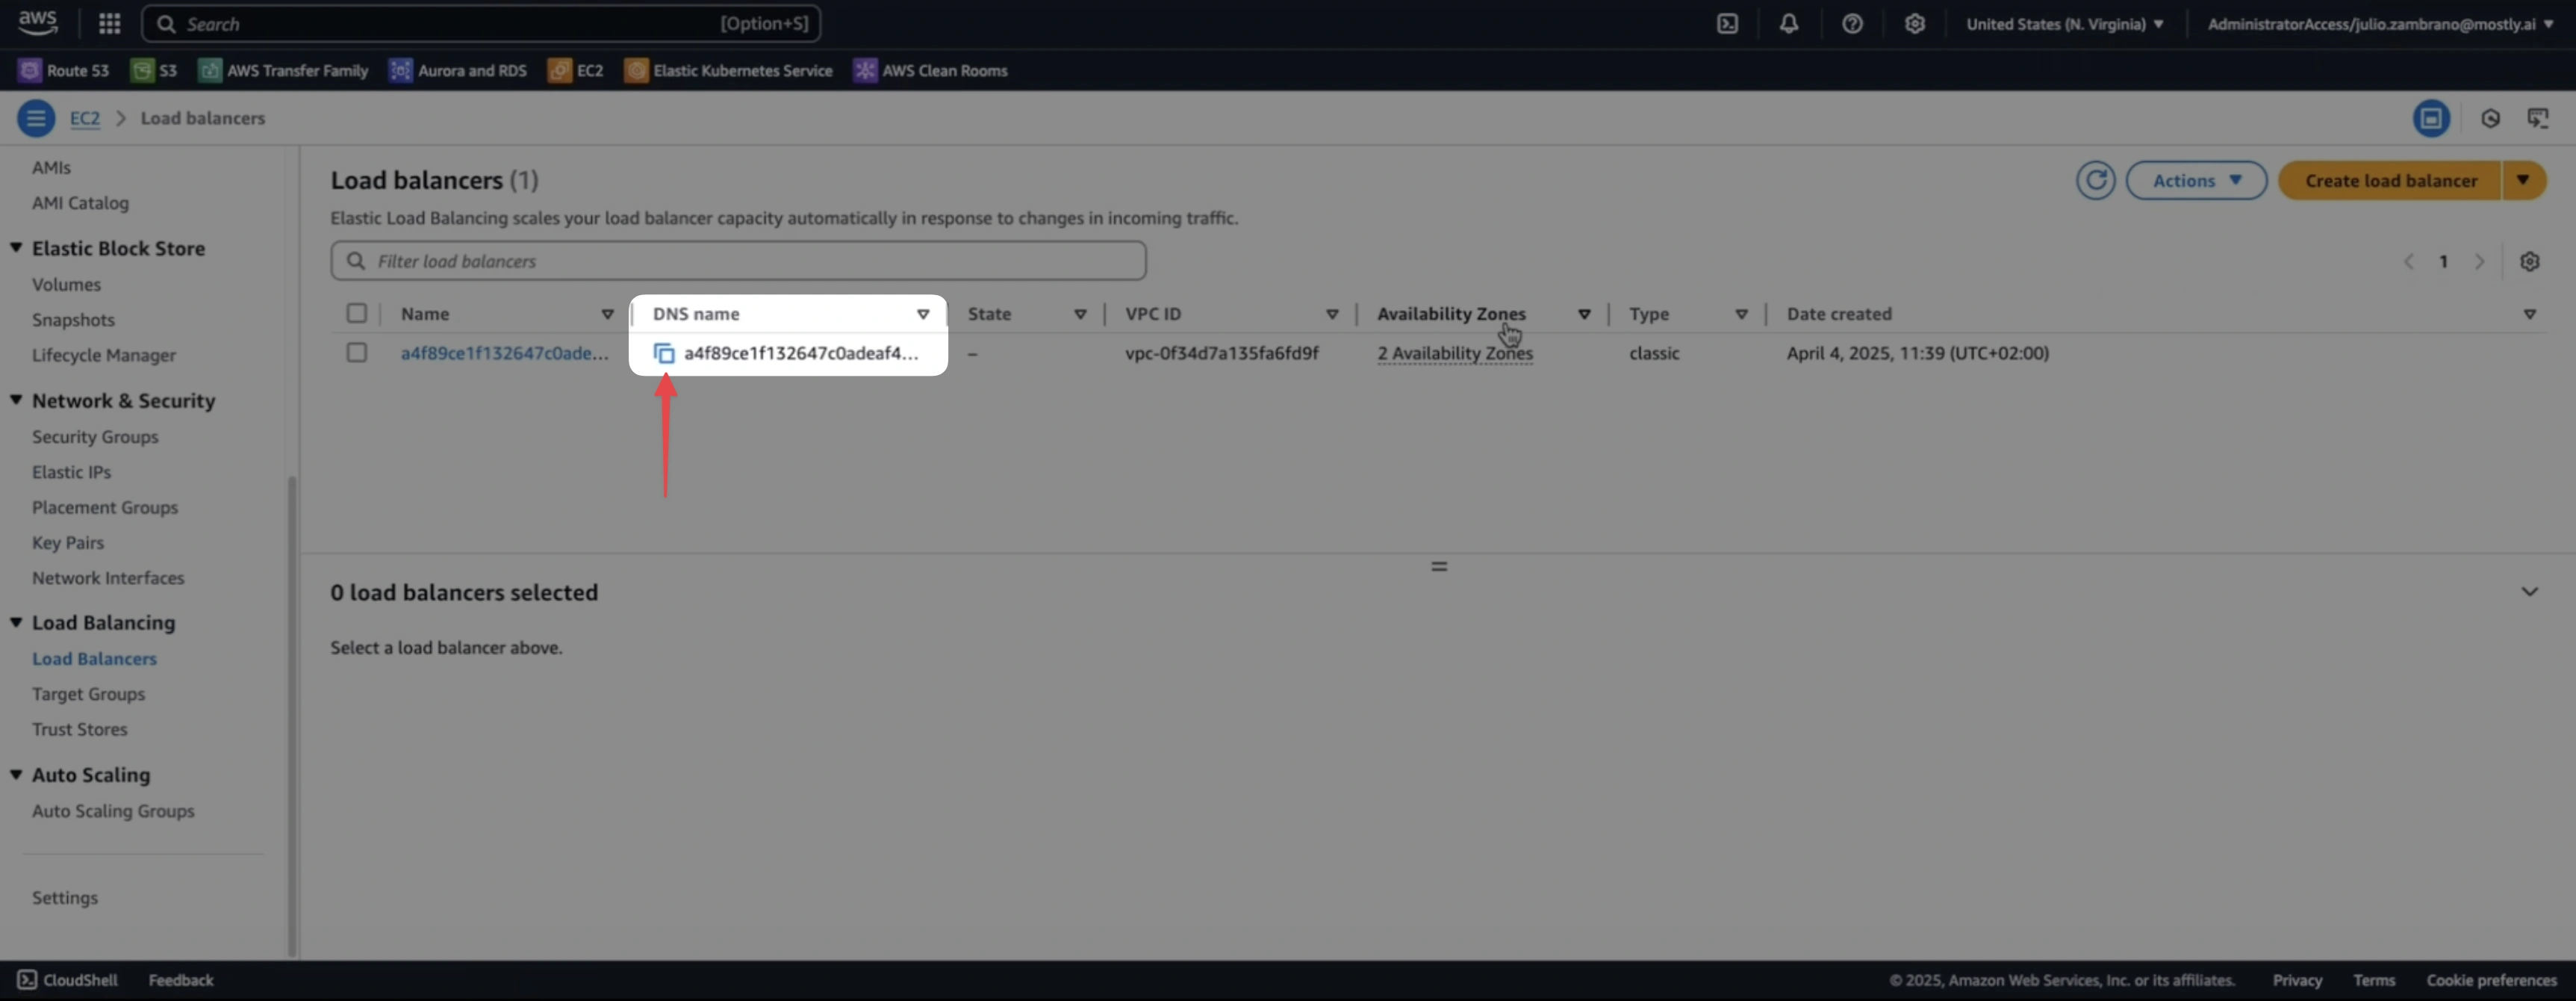 aws
Search [Option+S]
United States (N. Virginia)
AdministratorAccess/julio.zambrano@mostly.ai
Route 53 S3 AWS Transfer Family Aurora and RDS EC2 Elastic Kubernetes Service AWS Clean Rooms
EC2 > Load balancers
AMIs
AMI Catalog
Elastic Block Store
Volumes
Snapshots
Lifecycle Manager
Network & Security
Security Groups
Elastic IPs
Placement Groups
Key Pairs
Network Interfaces
Load Balancing
Load Balancers
Target Groups
Trust Stores
Auto Scaling
Auto Scaling Groups
Settings
Load balancers (1)
Actions
Create load balancer
Elastic Load Balancing scales your load balancer capacity automatically in response to changes in incoming traffic.
Filter load balancers
1
Name DNS name State VPC ID Availability Zones Type Date created
a4f89ce1f132647c0ade... a4f89ce1f132647c0adeaf4... – vpc-0f34d7a135fa6fd9f 2 Availability Zones classic April 4, 2025, 11:39 (UTC+02:00)
0 load balancers selected
Select a load balancer above.
CloudShell Feedback
© 2025, Amazon Web Services, Inc. or its affiliates. Privacy Terms Cookie preferences